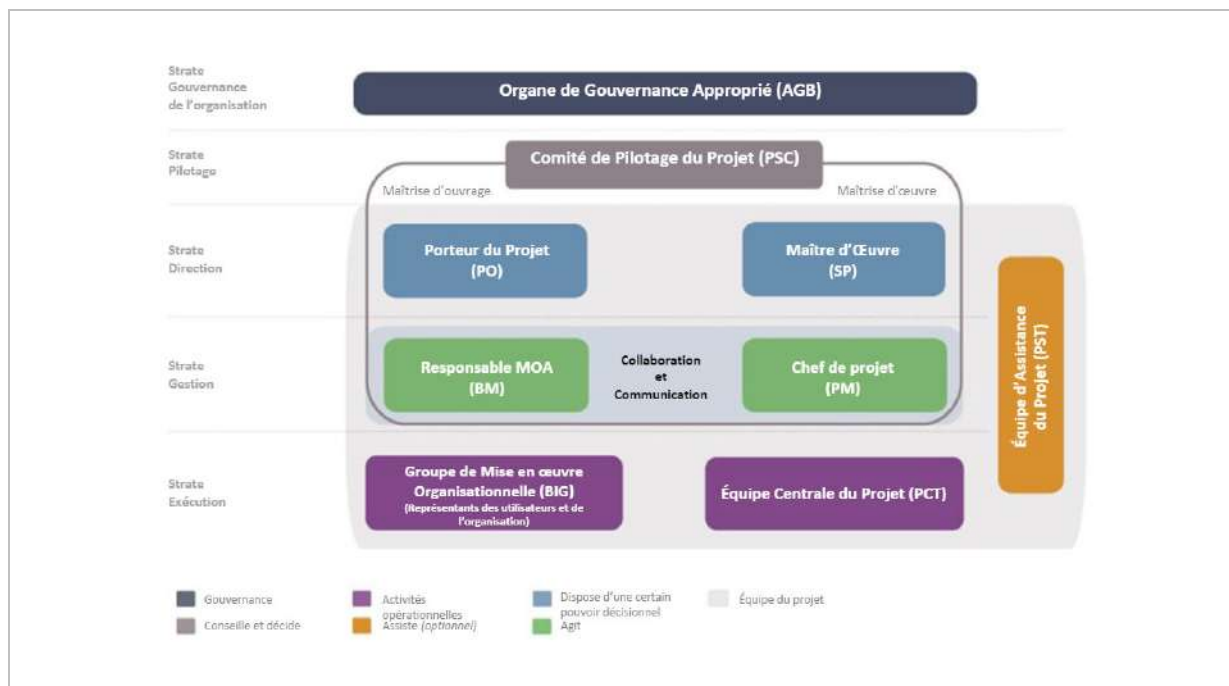 Strate
Gouvernance
de l'organisation
Organe de Gouvernance Approprié (AGB)
Strate
Pilotage
Comité de Pilotage du Projet (PSC)
Maîtrise d'ouvrage
Maîtrise d'œuvre
Strate
Direction
Porteur du Projet
(PO)
Maître d'Œuvre
(SP)
Strate
Gestion
Responsable MOA
(BM)
Collaboration
et
Communication
Chef de projet
(PM)
Équipe d'Assistance
du Projet (PST)
Strate
Exécution
Groupe de Mise en œuvre
Organisationnelle (BIG)
(Représentants des utilisateurs et de
l'organisation)
Équipe Centrale du Projet (PCT)
Gouvernance
Conseille et décide
Activités
opérationnelles
Assiste (optionnel)
Dispose d'une certain
pouvoir décisionnel
Agit
Équipe du projet